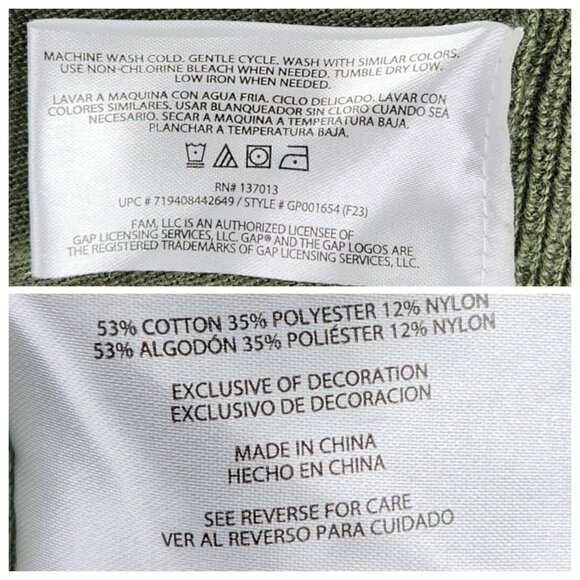 MACHINE WASH COLD. GENTLE CYCLE. WASH WITH SIMILAR COLORS.
USE NON-CHLORINE BLEACH WHEN NEEDED. TUMBLE DRY LOW.
LOW IRON WHEN NEEDED.
LAVAR A MAQUINA CON AGUA FRIA. CICLO DELICADO. LAVAR CON
COLORES SIMILARES. USAR BLANQUEADOR SIN CLORO CUANDO SEA
NECESARIO. SECAR A MAQUINA A TEMPERATURA BAJA.
PLANCHAR A TEMPERATURA BAJA.
RN# 137013
UPC # 719408442649 / STYLE # GP001654 (F23)
FAM, LLC IS AN AUTHORIZED LICENSEE OF
GAP LICENSING SERVICES, LLC. GAP® AND THE GAP LOGOS ARE
THE REGISTERED TRADEMARKS OF GAP LICENSING SERVICES, LLC.
53% COTTON 35% POLYESTER 12% NYLON
53% ALGODÓN 35% POLIÉSTER 12% NYLON
EXCLUSIVE OF DECORATION
EXCLUSIVO DE DECORACION
MADE IN CHINA
HECHO EN CHINA
SEE REVERSE FOR CARE
VER AL REVERSO PARA CUIDADO